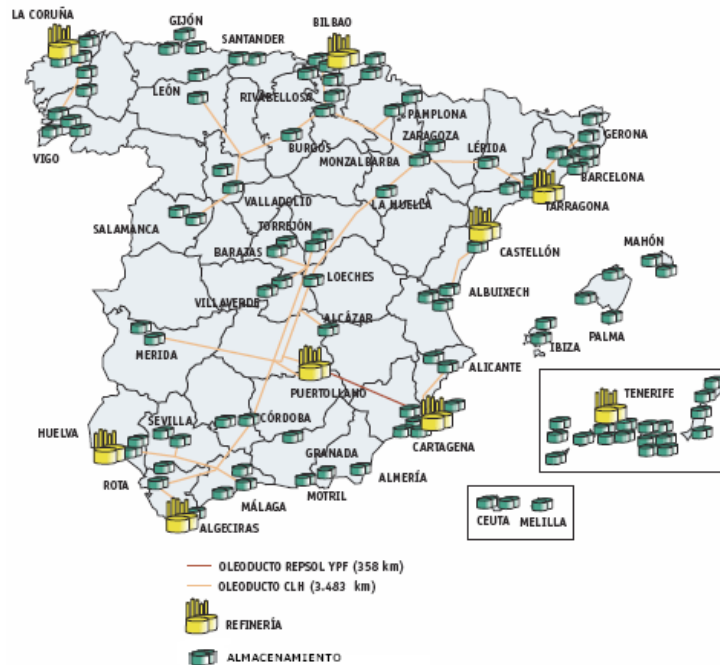 LA CORUÑA
GIJÓN
SANTANDER
BILBAO
LEÓN
RIVABELLOSA
PAMPLONA
VIGO
BURGOS
ZARAGOZA
MONZALBARBA
LÉRIDA
GERONA
BARCELONA
TARRAGONA
VALLADOLID
LA MUELA
SALAMANCA
TORREJÓN
BARAJAS
CASTELLÓN
MAHÓN
LOECHES
VILLAVERDE
ALBUIXECH
ALCÁZAR
IBIZA
PALMA
MERIDA
ALICANTE
PUERTOLLANO
TENERIFE
HUELVA
SEVILLA
CÓRDOBA
CARTAGENA
GRANADA
ROTA
MÁLAGA
MOTRIL
ALMERÍA
ALGECIRAS
CEUTA
MELILLA
OLEODUCTO REPSOL YPF (358 km)
OLEODUCTO CLH (3.483 km)
REFINERÍA
ALMACENAMIENTO